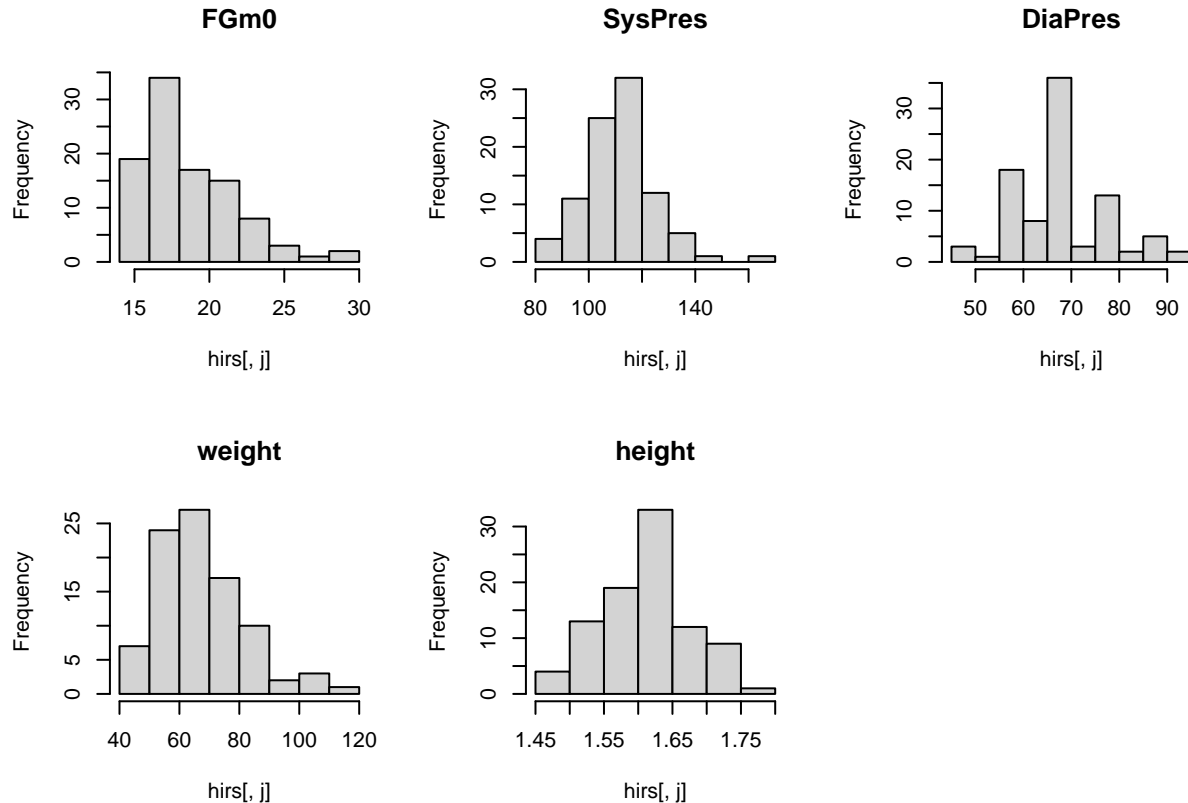 FGm0
Frequency
0 10 20 30
15 20 25 30
hirs[, j]
SysPres
Frequency
0 10 20 30
80 100 140
hirs[, j]
DiaPres
Frequency
0 10 20 30
50 60 70 80 90
hirs[, j]
weight
Frequency
0 5 15 25
40 60 80 100 120
hirs[, j]
height
Frequency
0 10 20 30
1.45 1.55 1.65 1.75
hirs[, j]